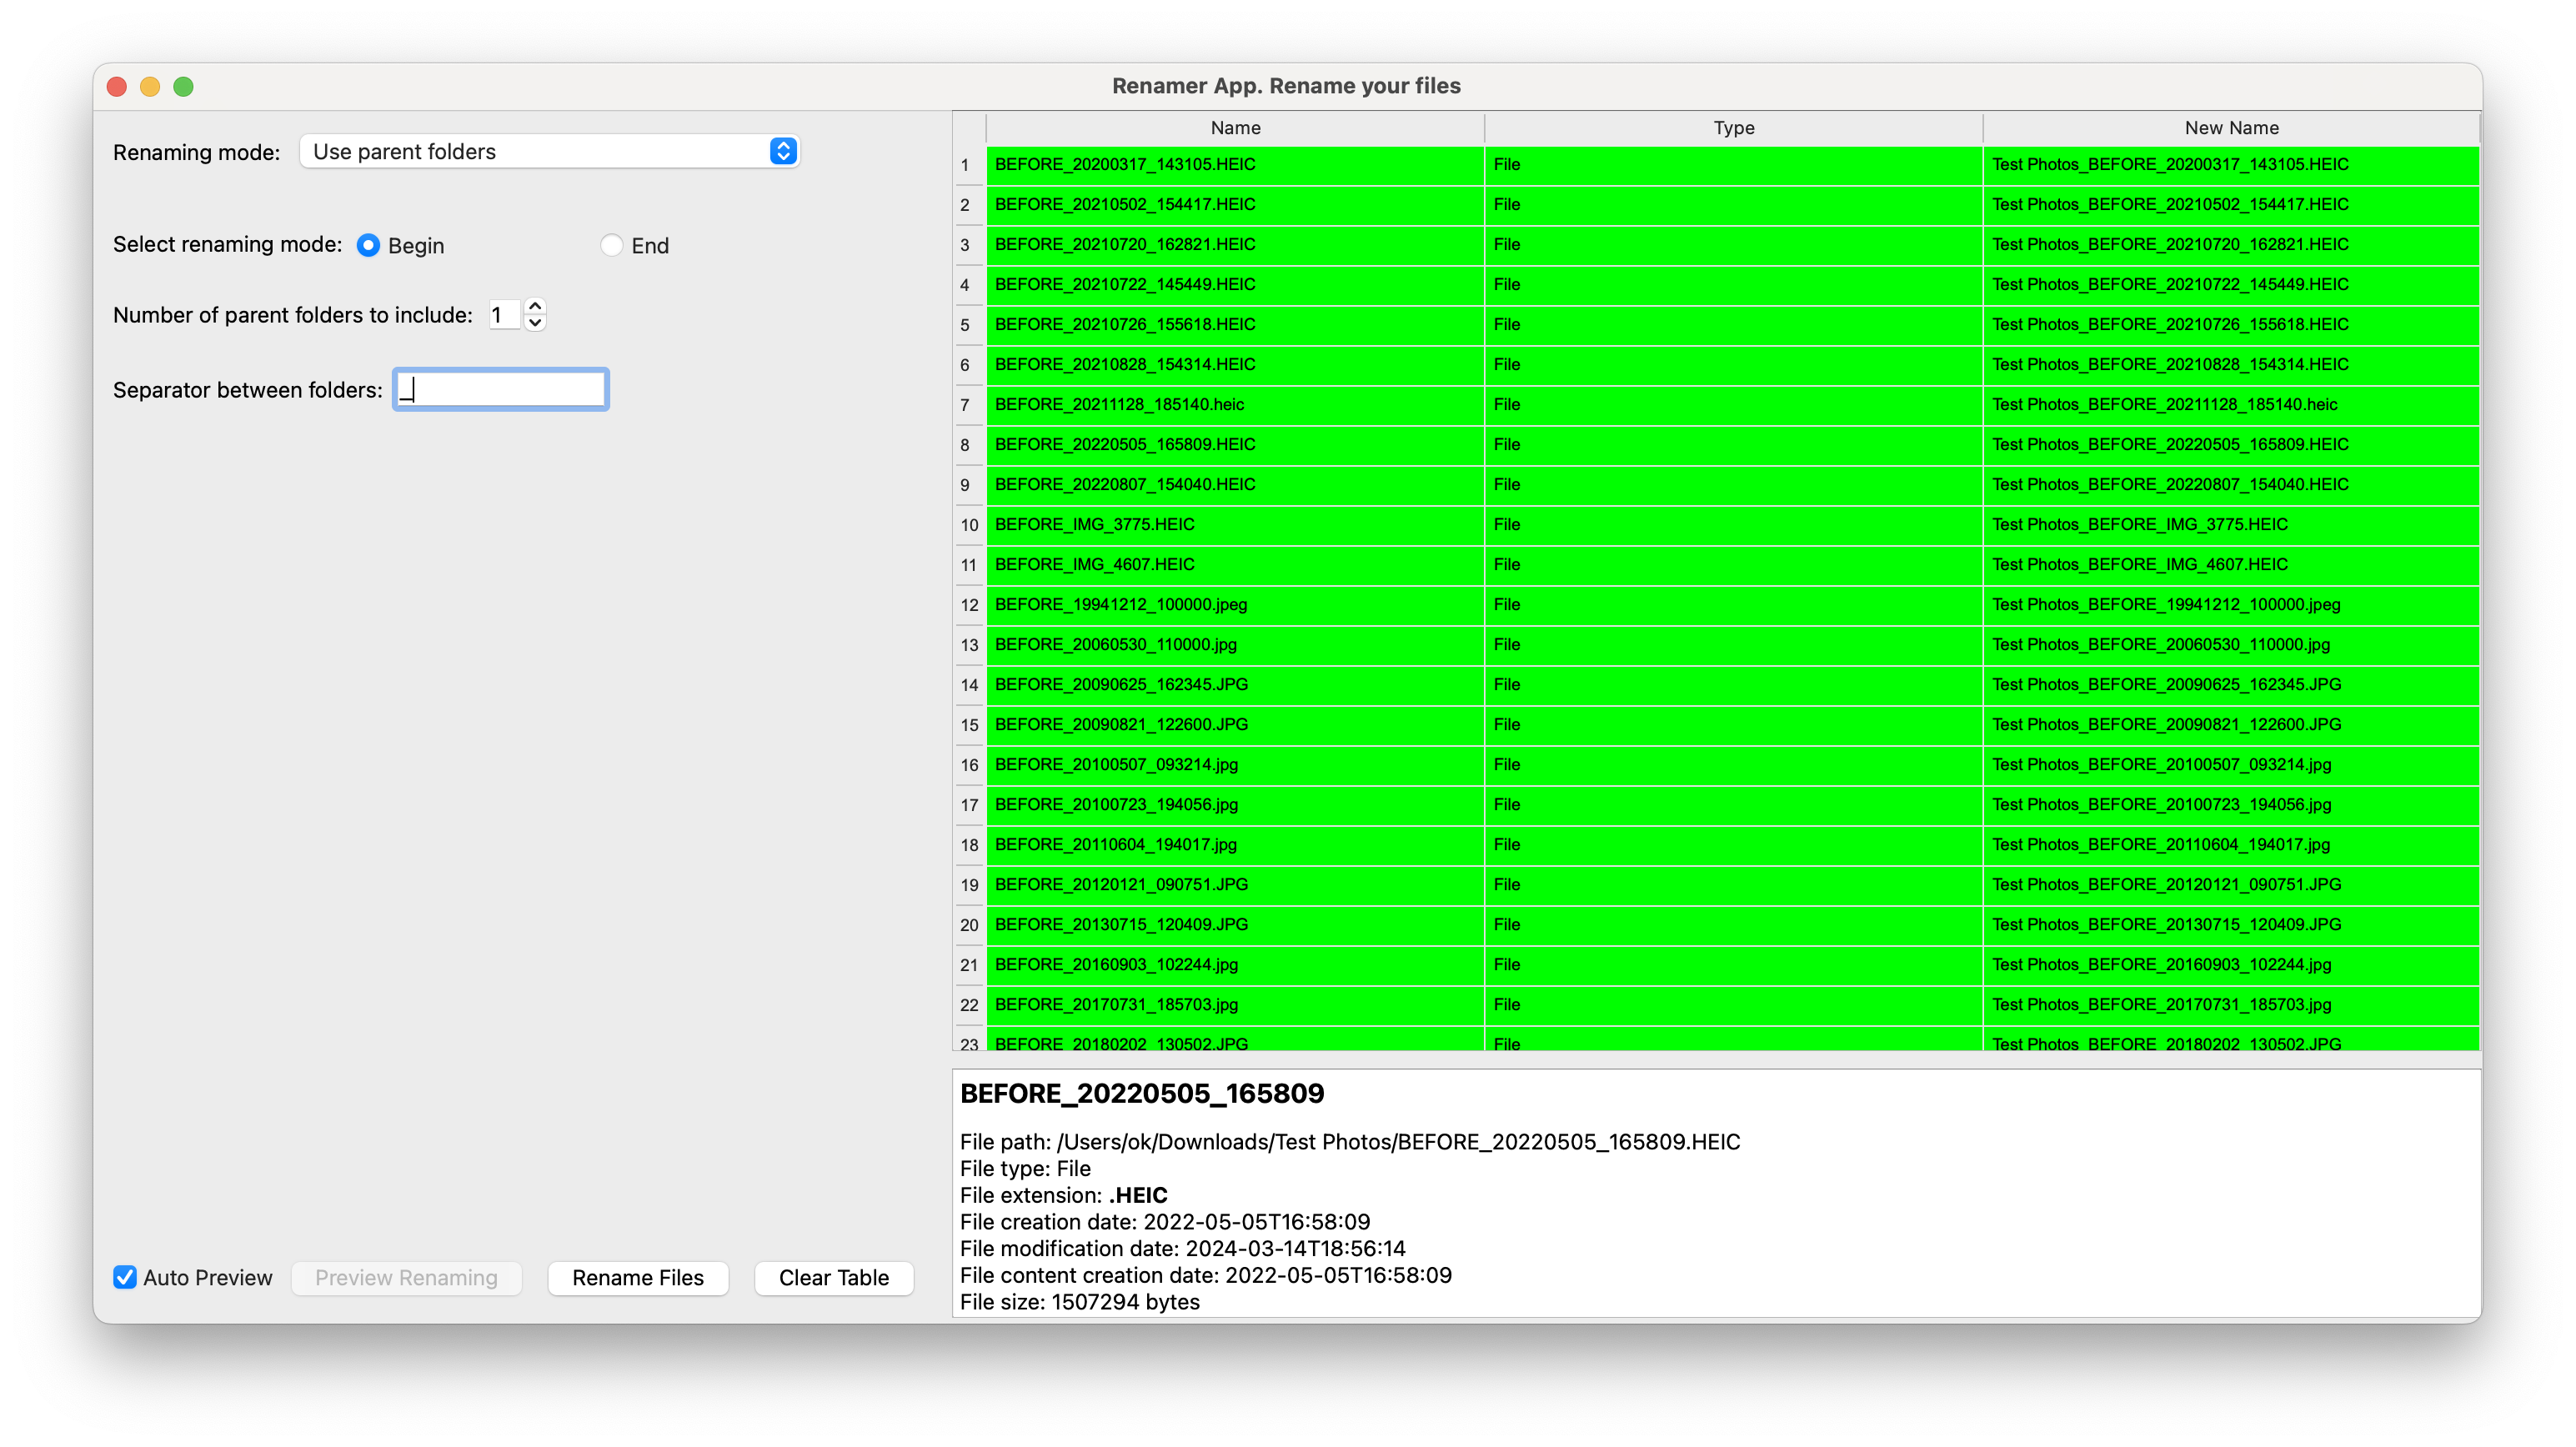 Renamer App. Rename your files
Renaming mode: Use parent folders
Select renaming mode: Begin End
Number of parent folders to include: 1
Separator between folders: _
Auto Preview Preview Renaming Rename Files Clear Table
Name Type New Name
1 BEFORE_20200317_143105.HEIC File Test Photos_BEFORE_20200317_143105.HEIC
2 BEFORE_20210502_154417.HEIC File Test Photos_BEFORE_20210502_154417.HEIC
3 BEFORE_20210720_162821.HEIC File Test Photos_BEFORE_20210720_162821.HEIC
4 BEFORE_20210722_145449.HEIC File Test Photos_BEFORE_20210722_145449.HEIC
5 BEFORE_20210726_155618.HEIC File Test Photos_BEFORE_20210726_155618.HEIC
6 BEFORE_20210828_154314.HEIC File Test Photos_BEFORE_20210828_154314.HEIC
7 BEFORE_20211128_185140.heic File Test Photos_BEFORE_20211128_185140.heic
8 BEFORE_20220505_165809.HEIC File Test Photos_BEFORE_20220505_165809.HEIC
9 BEFORE_20220807_154040.HEIC File Test Photos_BEFORE_20220807_154040.HEIC
10 BEFORE_IMG_3775.HEIC File Test Photos_BEFORE_IMG_3775.HEIC
11 BEFORE_IMG_4607.HEIC File Test Photos_BEFORE_IMG_4607.HEIC
12 BEFORE_19941212_100000.jpeg File Test Photos_BEFORE_19941212_100000.jpeg
13 BEFORE_20060530_110000.jpg File Test Photos_BEFORE_20060530_110000.jpg
14 BEFORE_20090625_162345.JPG File Test Photos_BEFORE_20090625_162345.JPG
15 BEFORE_20090821_122600.JPG File Test Photos_BEFORE_20090821_122600.JPG
16 BEFORE_20100507_093214.jpg File Test Photos_BEFORE_20100507_093214.jpg
17 BEFORE_20100723_194056.jpg File Test Photos_BEFORE_20100723_194056.jpg
18 BEFORE_20110604_194017.jpg File Test Photos_BEFORE_20110604_194017.jpg
19 BEFORE_20120121_090751.JPG File Test Photos_BEFORE_20120121_090751.JPG
20 BEFORE_20130715_120409.JPG File Test Photos_BEFORE_20130715_120409.JPG
21 BEFORE_20160903_102244.jpg File Test Photos_BEFORE_20160903_102244.jpg
22 BEFORE_20170731_185703.jpg File Test Photos_BEFORE_20170731_185703.jpg
23 BEFORE_20180202_130502.JPG File Test Photos_BEFORE_20180202_130502.JPG
BEFORE_20220505_165809
File path: /Users/ok/Downloads/Test Photos/BEFORE_20220505_165809.HEIC
File type: File
File extension: .HEIC
File creation date: 2022-05-05T16:58:09
File modification date: 2024-03-14T18:56:14
File content creation date: 2022-05-05T16:58:09
File size: 1507294 bytes